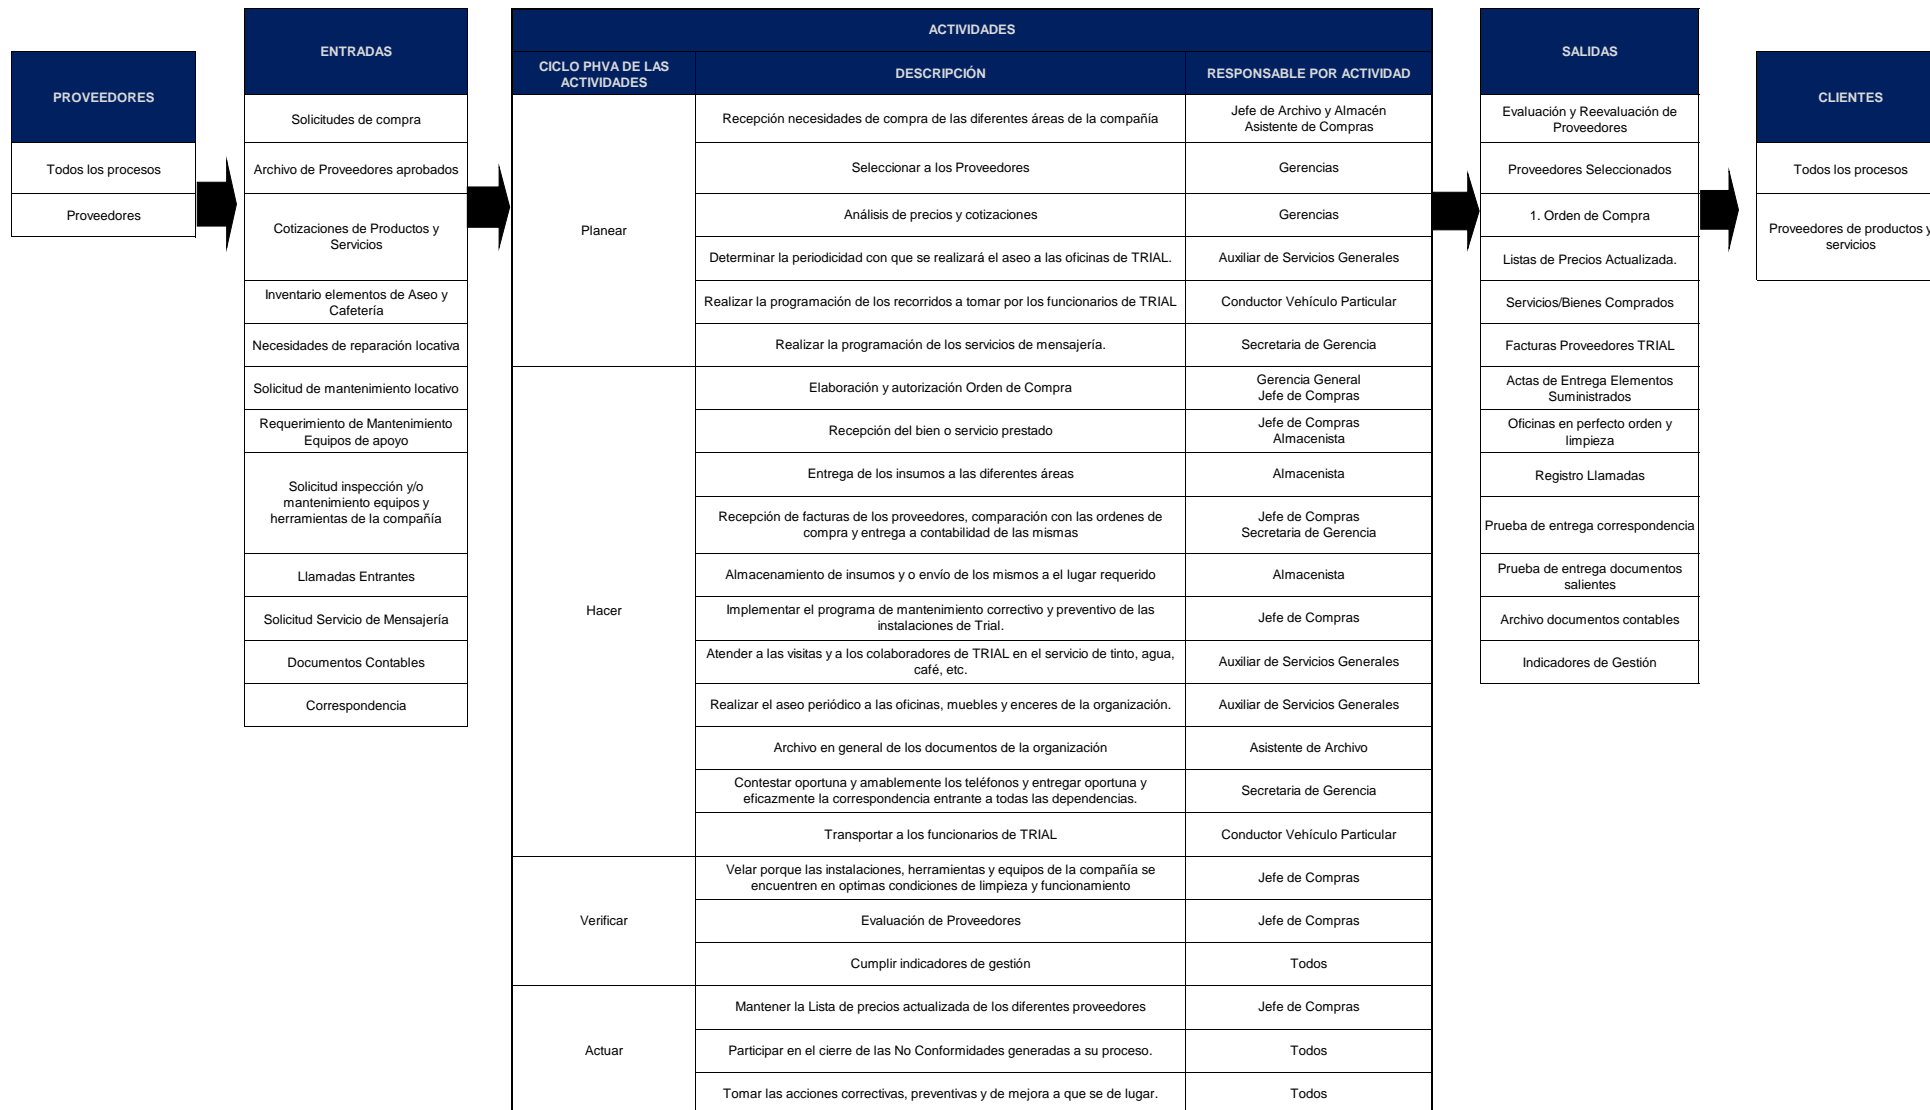 PROVEEDORES
Todos los procesos
Proveedores
ENTRADAS
Solicitudes de compra
Archivo de Proveedores aprobados
Cotizaciones de Productos y
Servicios
Inventario elementos de Aseo y
Cafetería
Necesidades de reparación locativa
Solicitud de mantenimiento locativo
Requerimiento de Mantenimiento
Equipos de apoyo
Solicitud inspección y/o
mantenimiento equipos y
herramientas de la compañía
Llamadas Entrantes
Solicitud Servicio de Mensajería
Documentos Contables
Correspondencia
ACTIVIDADES
CICLO PHVA DE LAS
ACTIVIDADES
DESCRIPCIÓN
RESPONSABLE POR ACTIVIDAD
Planear
Recepción necesidades de compra de las diferentes áreas de la compañía
Jefe de Archivo y Almacén
Asistente de Compras
Seleccionar a los Proveedores
Gerencias
Análisis de precios y cotizaciones
Gerencias
Determinar la periodicidad con que se realizará el aseo a las oficinas de TRIAL.
Auxiliar de Servicios Generales
Realizar la programación de los recorridos a tomar por los funcionarios de TRIAL
Conductor Vehículo Particular
Realizar la programación de los servicios de mensajería.
Secretaria de Gerencia
Hacer
Elaboración y autorización Orden de Compra
Gerencia General
Jefe de Compras
Recepción del bien o servicio prestado
Jefe de Compras
Almacenista
Entrega de los insumos a las diferentes áreas
Almacenista
Recepción de facturas de los proveedores, comparación con las ordenes de
compra y entrega a contabilidad de las mismas
Jefe de Compras
Secretaria de Gerencia
Almacenamiento de insumos y o envío de los mismos a el lugar requerido
Almacenista
Implementar el programa de mantenimiento correctivo y preventivo de las
instalaciones de Trial.
Jefe de Compras
Atender a las visitas y a los colaboradores de TRIAL en el servicio de tinto, agua,
café, etc.
Auxiliar de Servicios Generales
Realizar el aseo periódico a las oficinas, muebles y enceres de la organización.
Auxiliar de Servicios Generales
Archivo en general de los documentos de la organización
Asistente de Archivo
Contestar oportuna y amablemente los teléfonos y entregar oportuna y
eficazmente la correspondencia entrante a todas las dependencias.
Secretaria de Gerencia
Transportar a los funcionarios de TRIAL
Conductor Vehículo Particular
Verificar
Velar porque las instalaciones, herramientas y equipos de la compañía se
encuentren en optimas condiciones de limpieza y funcionamiento
Jefe de Compras
Evaluación de Proveedores
Jefe de Compras
Cumplir indicadores de gestión
Todos
Actuar
Mantener la Lista de precios actualizada de los diferentes proveedores
Jefe de Compras
Participar en el cierre de las No Conformidades generadas a su proceso.
Todos
Tomar las acciones correctivas, preventivas y de mejora a que se de lugar.
Todos
SALIDAS
Evaluación y Reevaluación de
Proveedores
Proveedores Seleccionados
1. Orden de Compra
Listas de Precios Actualizada.
Servicios/Bienes Comprados
Facturas Proveedores TRIAL
Actas de Entrega Elementos
Suministrados
Oficinas en perfecto orden y
limpieza
Registro Llamadas
Prueba de entrega correspondencia
Prueba de entrega documentos
salientes
Archivo documentos contables
Indicadores de Gestión
CLIENTES
Todos los procesos
Proveedores de productos y
servicios